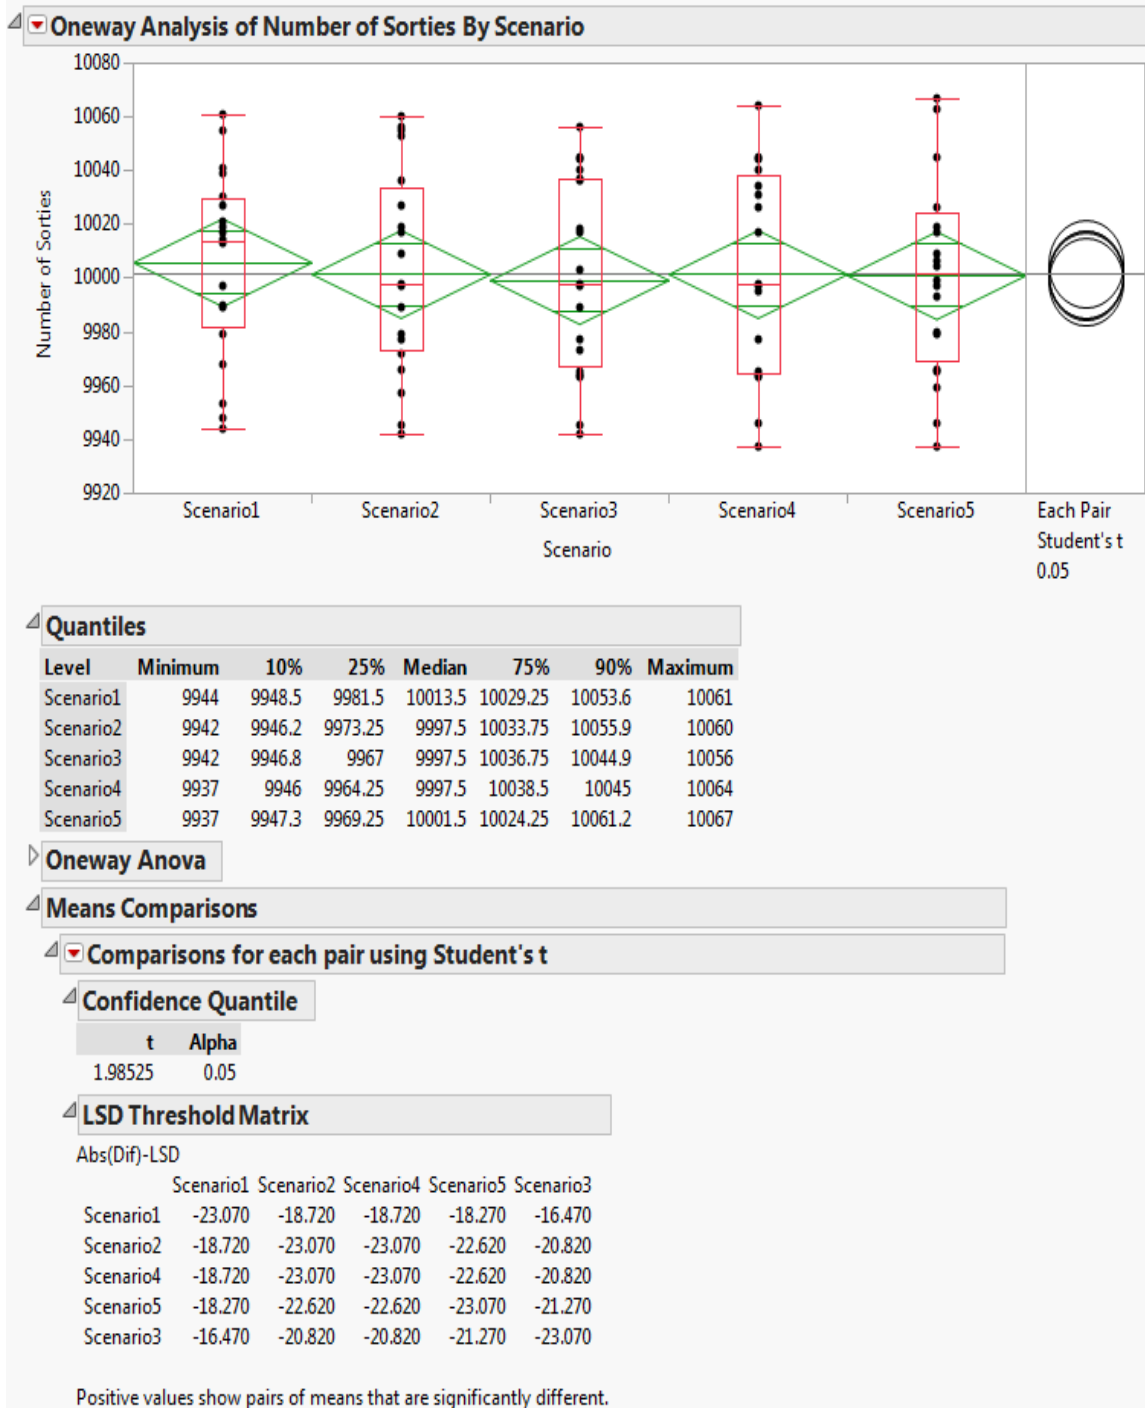 Oneway Analysis of Number of Sorties By Scenario
10080
10060
10040
10020
10000
9980
9960
9940
9920
Number of Sorties
Scenario1 Scenario2 Scenario3 Scenario4 Scenario5
Scenario
Each Pair
Student's t
0.05
Quantiles
Level Minimum 10% 25% Median 75% 90% Maximum
Scenario1 9944 9948.5 9981.5 10013.5 10029.25 10053.6 10061
Scenario2 9942 9946.2 9973.25 9997.5 10033.75 10055.9 10060
Scenario3 9942 9946.8 9967 9997.5 10036.75 10044.9 10056
Scenario4 9937 9946 9964.25 9997.5 10038.5 10045 10064
Scenario5 9937 9947.3 9969.25 10001.5 10024.25 10061.2 10067
Oneway Anova
Means Comparisons
Comparisons for each pair using Student's t
Confidence Quantile
t Alpha
1.98525 0.05
LSD Threshold Matrix
Abs(Dif)-LSD
Scenario1 Scenario2 Scenario4 Scenario5 Scenario3
Scenario1 -23.070 -18.720 -18.720 -18.270 -16.470
Scenario2 -18.720 -23.070 -23.070 -22.620 -20.820
Scenario4 -18.720 -23.070 -23.070 -22.620 -20.820
Scenario5 -18.270 -22.620 -22.620 -23.070 -21.270
Scenario3 -16.470 -20.820 -20.820 -21.270 -23.070
Positive values show pairs of means that are significantly different.